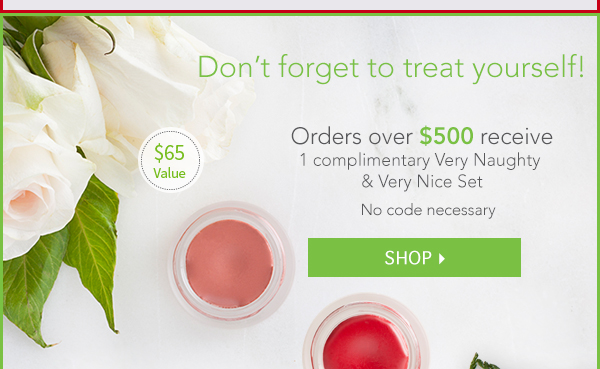 Don't forget to treat yourself!
Orders over $500 receive
1 complimentary Very Naughty
& Very Nice Set
No code necessary
$65
Value
SHOP